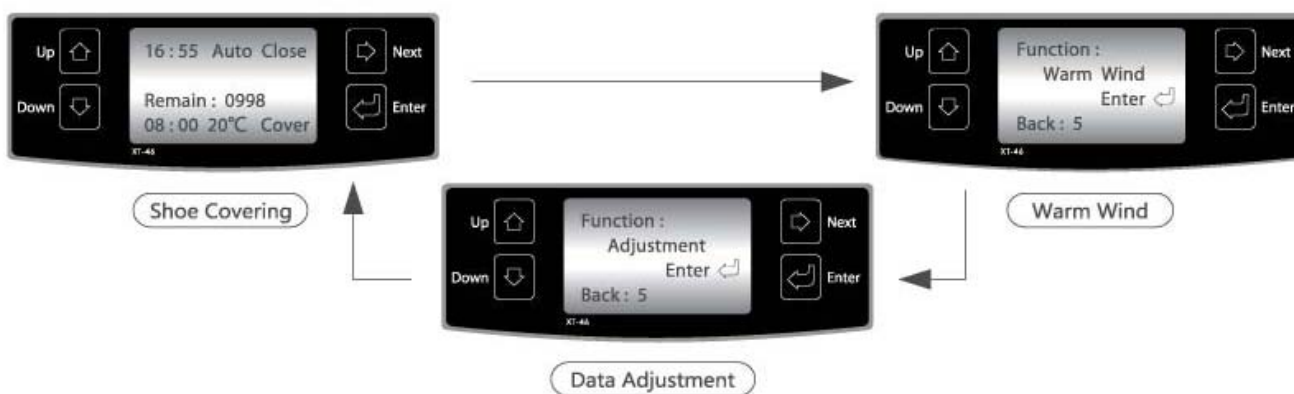 Up
16:55 Auto Close
Next
Down
Remain: 0998
Enter
08:00 20°C Cover
XT-46
Shoe Covering
Up
Function:
Next
Warm Wind
Down
Enter
Enter
Back: 5
XT-46
Warm Wind
Up
Function:
Next
Adjustment
Down
Enter
Enter
Back: 5
XT-46
Data Adjustment